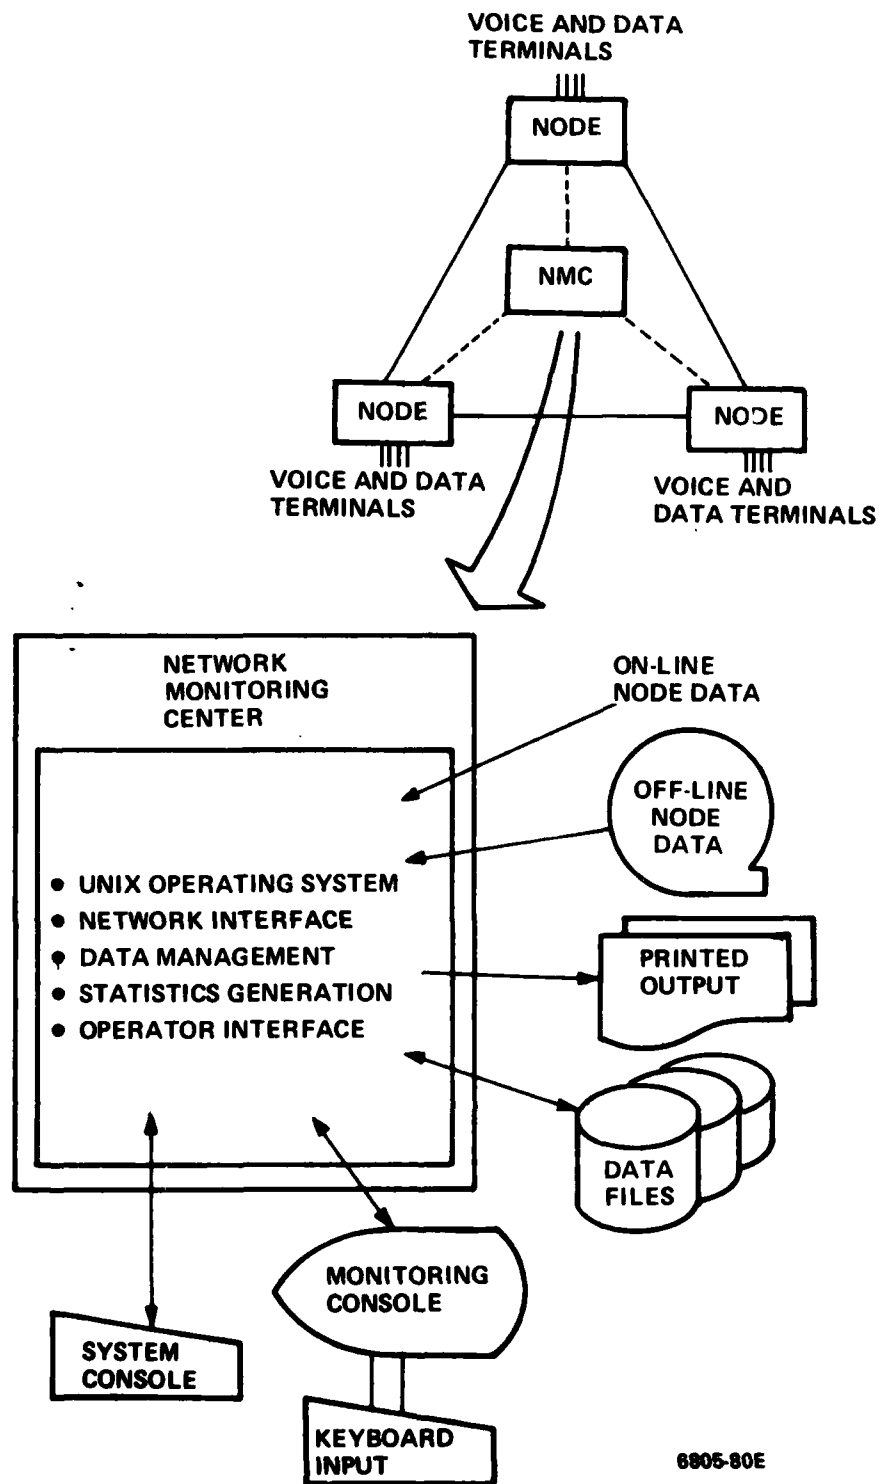 VOICE AND DATA
TERMINALS
NODE
NMC
NODE
NODE
VOICE AND DATA
TERMINALS
VOICE AND
DATA TERMINALS
NETWORK
MONITORING
CENTER
ON-LINE
NODE DATA
OFF-LINE
NODE
DATA
• UNIX OPERATING SYSTEM
• NETWORK INTERFACE
• DATA MANAGEMENT
• STATISTICS GENERATION
• OPERATOR INTERFACE
PRINTED
OUTPUT
DATA
FILES
MONITORING
CONSOLE
SYSTEM
CONSOLE
KEYBOARD
INPUT
6805-80E